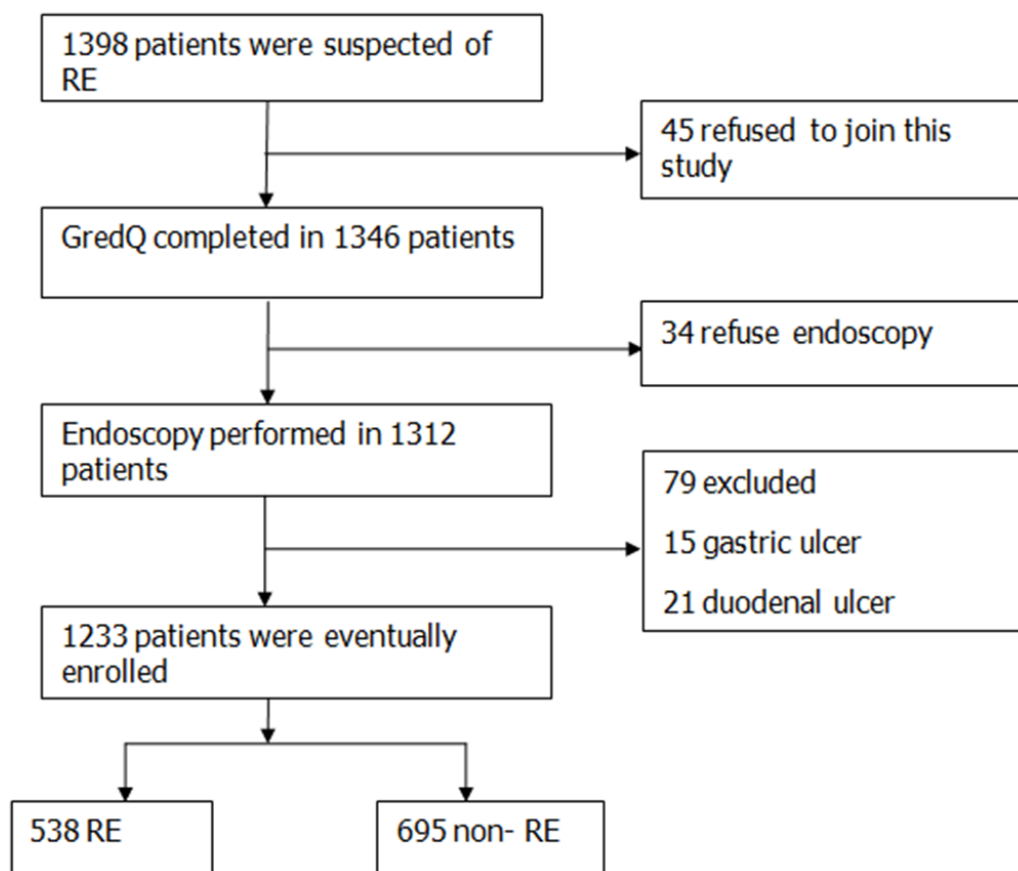 1398 patients were suspected of
RE
45 refused to join this
study
GredQ completed in 1346 patients
34 refuse endoscopy
Endoscopy performed in 1312
patients
79 excluded
15 gastric ulcer
21 duodenal ulcer
1233 patients were eventually
enrolled
538 RE
695 non- RE